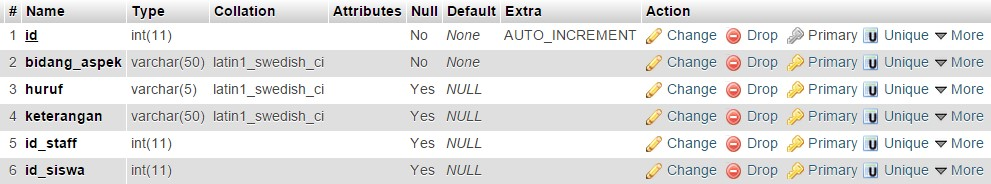 # Name Type Collation Attributes Null Default Extra Action
1 id int(11) No None AUTO_INCREMENT Change Drop Primary U Unique More
2 bidang_aspek varchar(50) latin1_swedish_ci No None Change Drop Primary U Unique More
3 huruf varchar(5) latin1_swedish_ci Yes NULL Change Drop Primary U Unique More
4 keterangan varchar(50) latin1_swedish_ci Yes NULL Change Drop Primary U Unique More
5 id_staff int(11) Yes NULL Change Drop Primary U Unique More
6 id_siswa int(11) Yes NULL Change Drop Primary U Unique More